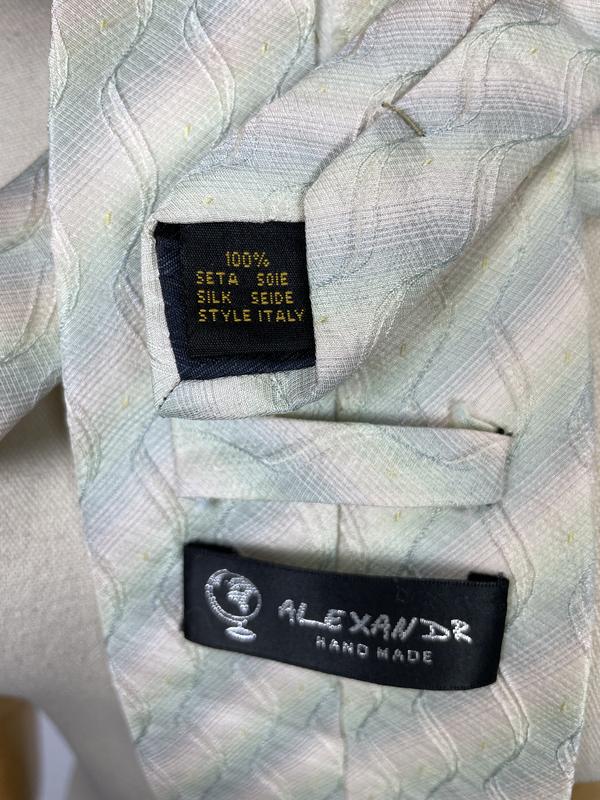 100%
SETA SOIE
SILK SEIDE
STYLE ITALY
ALEXANDR
HAND MADE